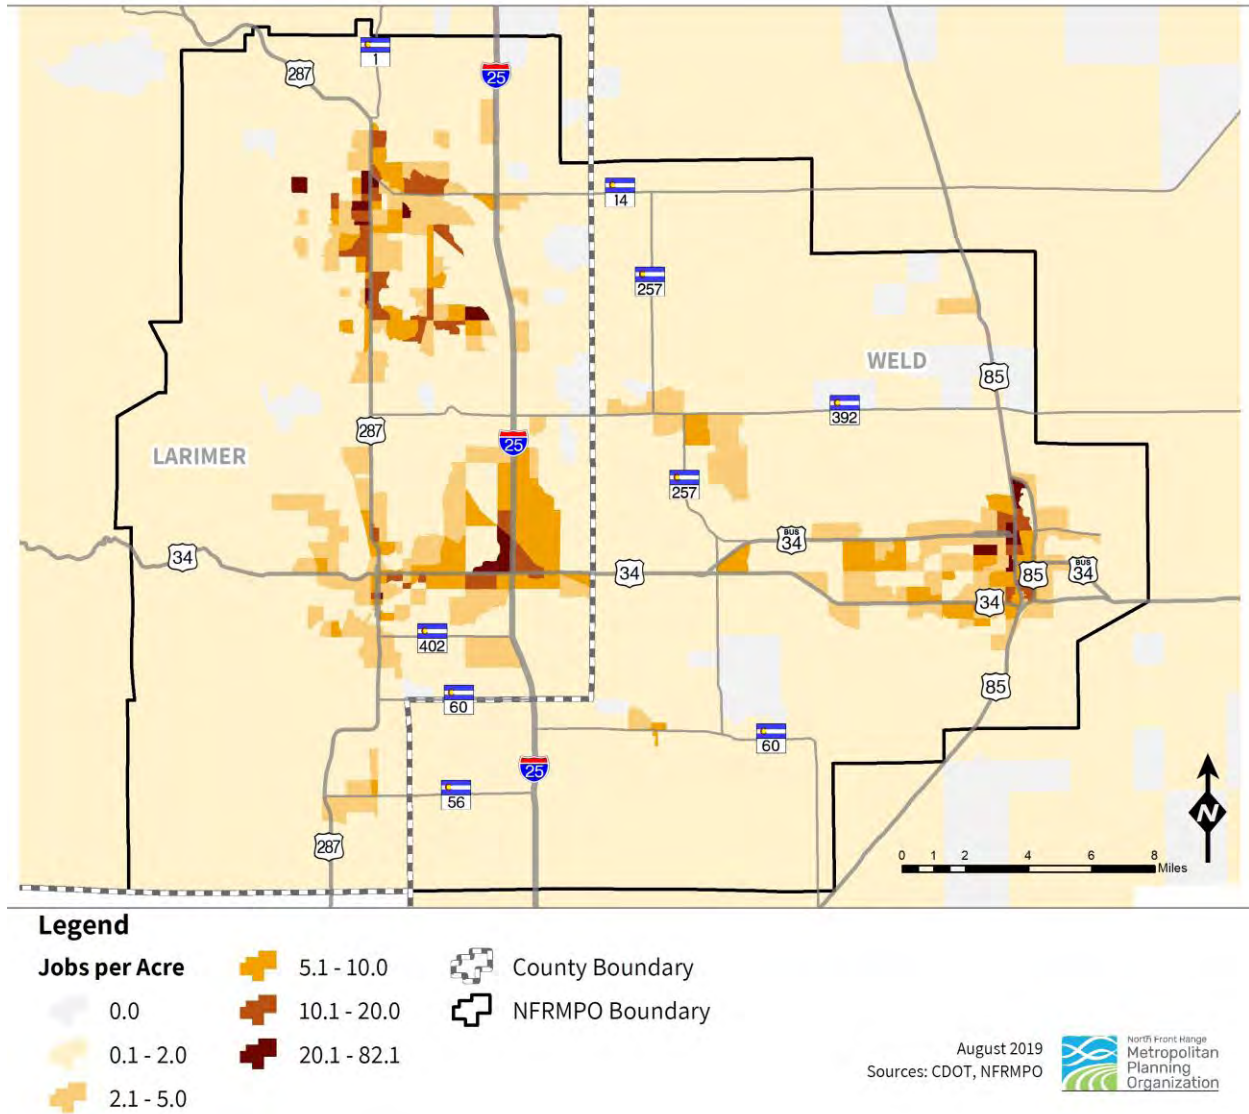 1
287
25
14
257
WELD
85
392
287
25
LARIMER
257
BUS
34
34
34
85
BUS
34
34
402
85
60
60
25
56
N
287
0 1 2 4 6 8
Miles
Legend
Jobs per Acre
0.0
0.1 - 2.0
2.1 - 5.0
5.1 - 10.0
10.1 - 20.0
20.1 - 82.1
County Boundary
NFRMPO Boundary
August 2019
Sources: CDOT, NFRMPO
North Front Range
Metropolitan
Planning
Organization